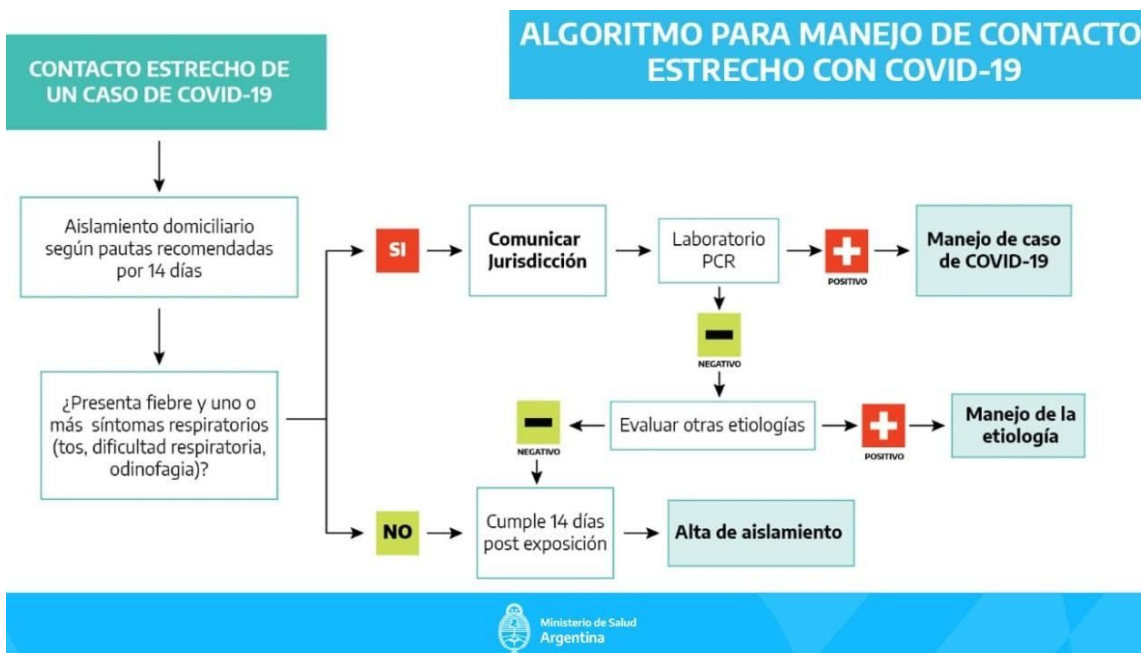 ALGORITMO PARA MANEJO DE CONTACTO
ESTRECHO CON COVID-19
CONTACTO ESTRECHO DE
UN CASO DE COVID-19
Aislamiento domiciliario
según pautas recomendadas
por 14 días
¿Presenta fiebre y uno o
más síntomas respiratorios
(tos, dificultad respiratoria,
odinofagia)?
SI
Comunicar
Jurisdicción
Laboratorio
PCR
POSITIVO
Manejo de caso
de COVID-19
NEGATIVO
Evaluar otras etiologías
POSITIVO
Manejo de la
etiología
NEGATIVO
NO
Cumple 14 días
post exposición
Alta de aislamiento
Ministerio de Salud
Argentina